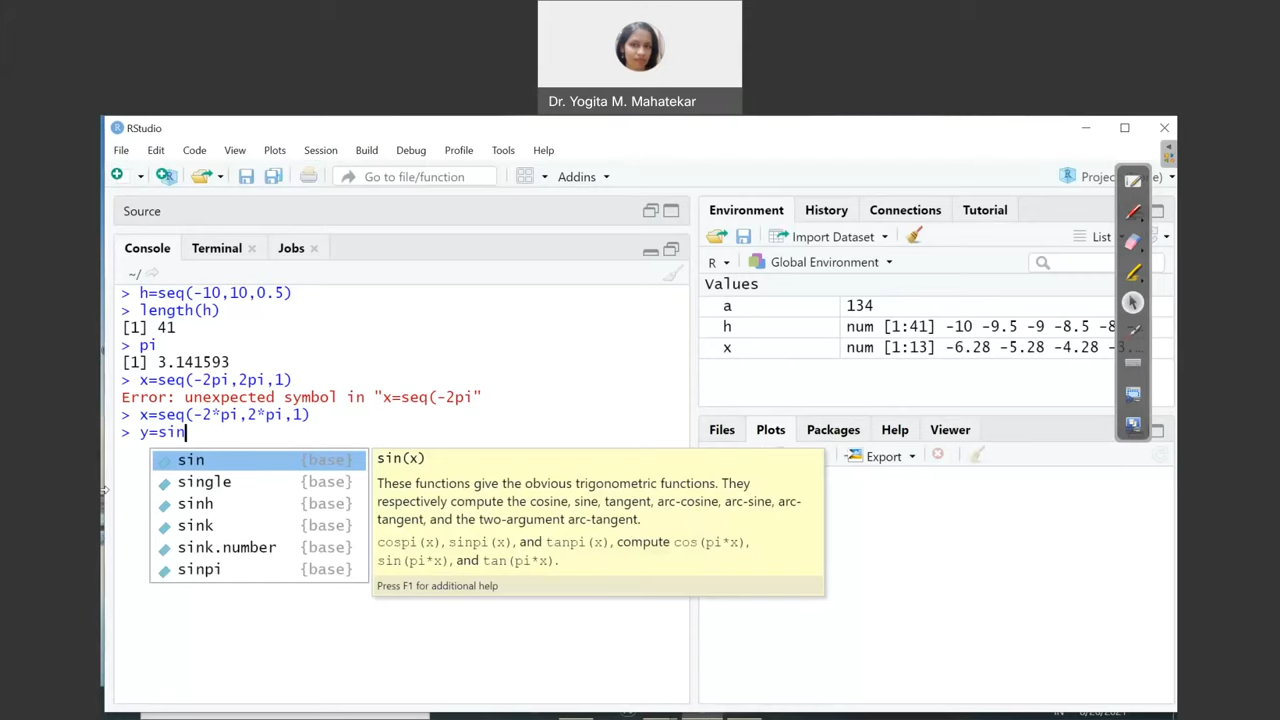 Dr. Yogita M. Mahatekar
RStudio
File Edit Code View Plots Session Build Debug Profile Tools Help
Go to file/function Addins
Source
Console Terminal Jobs
~/
> h=seq(-10,10,0.5)
> length(h)
[1] 41
> pi
[1] 3.141593
> x=seq(-2pi,2pi,1)
Error: unexpected symbol in "x=seq(-2pi"
> x=seq(-2*pi,2*pi,1)
> y=sin
sin {base}
single {base}
sinh {base}
sink {base}
sink.number {base}
sinpi {base}
sin(x)
These functions give the obvious trigonometric functions. They
respectively compute the cosine, sine, tangent, arc-cosine, arc-sine, arc-
tangent, and the two-argument arc-tangent.
cospi(x), sinpi(x), and tanpi(x), compute cos(pi*x),
sin(pi*x), and tan(pi*x).
Press F1 for additional help
Environment History Connections Tutorial
Import Dataset List
R Global Environment
Values
a 134
h num [1:41] -10 -9.5 -9 -8.5 -8
x num [1:13] -6.28 -5.28 -4.28
Files Plots Packages Help Viewer
Export